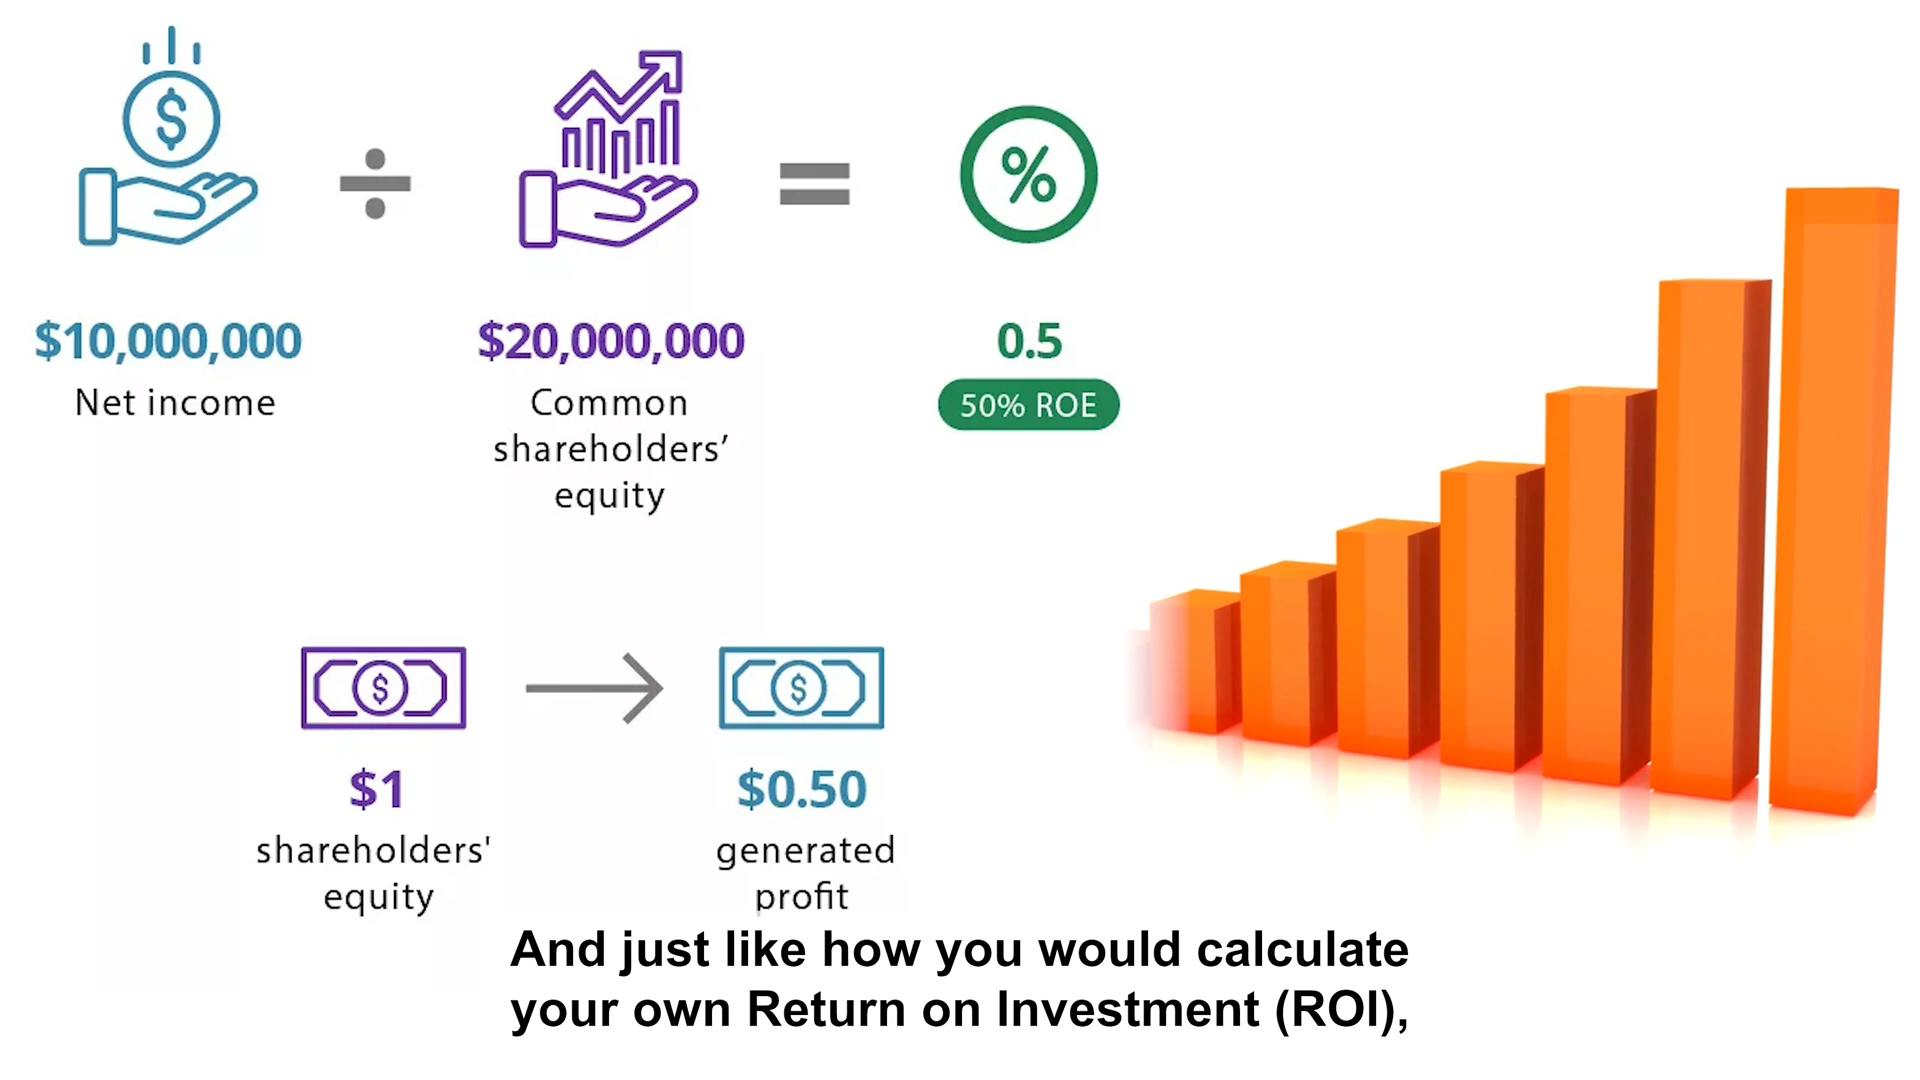 $10,000,000
Net income
÷
$20,000,000
Common
shareholders’
equity
=
%
0.5
50% ROE
$1
shareholders'
equity
$0.50
generated
profit
And just like how you would calculate
your own Return on Investment (ROI),